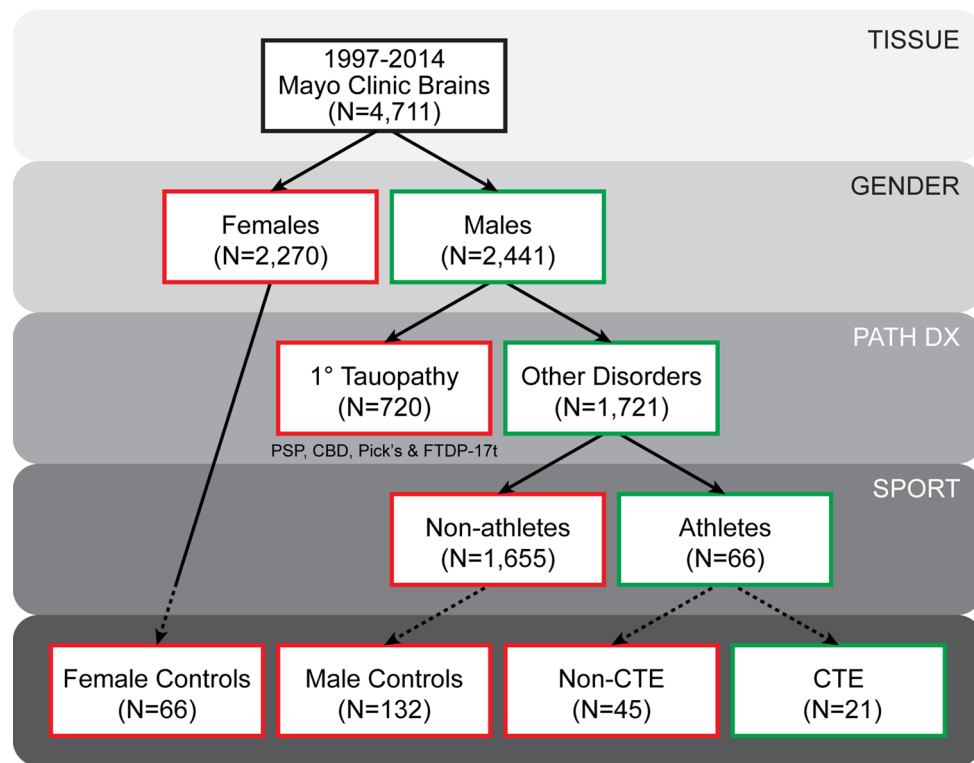 TISSUE
1997-2014
Mayo Clinic Brains
(N=4,711)
GENDER
Females
(N=2,270)
Males
(N=2,441)
PATH DX
1° Tauopathy
(N=720)
Other Disorders
(N=1,721)
PSP, CBD, Pick's & FTDP-17t
SPORT
Non-athletes
(N=1,655)
Athletes
(N=66)
Female Controls
(N=66)
Male Controls
(N=132)
Non-CTE
(N=45)
CTE
(N=21)